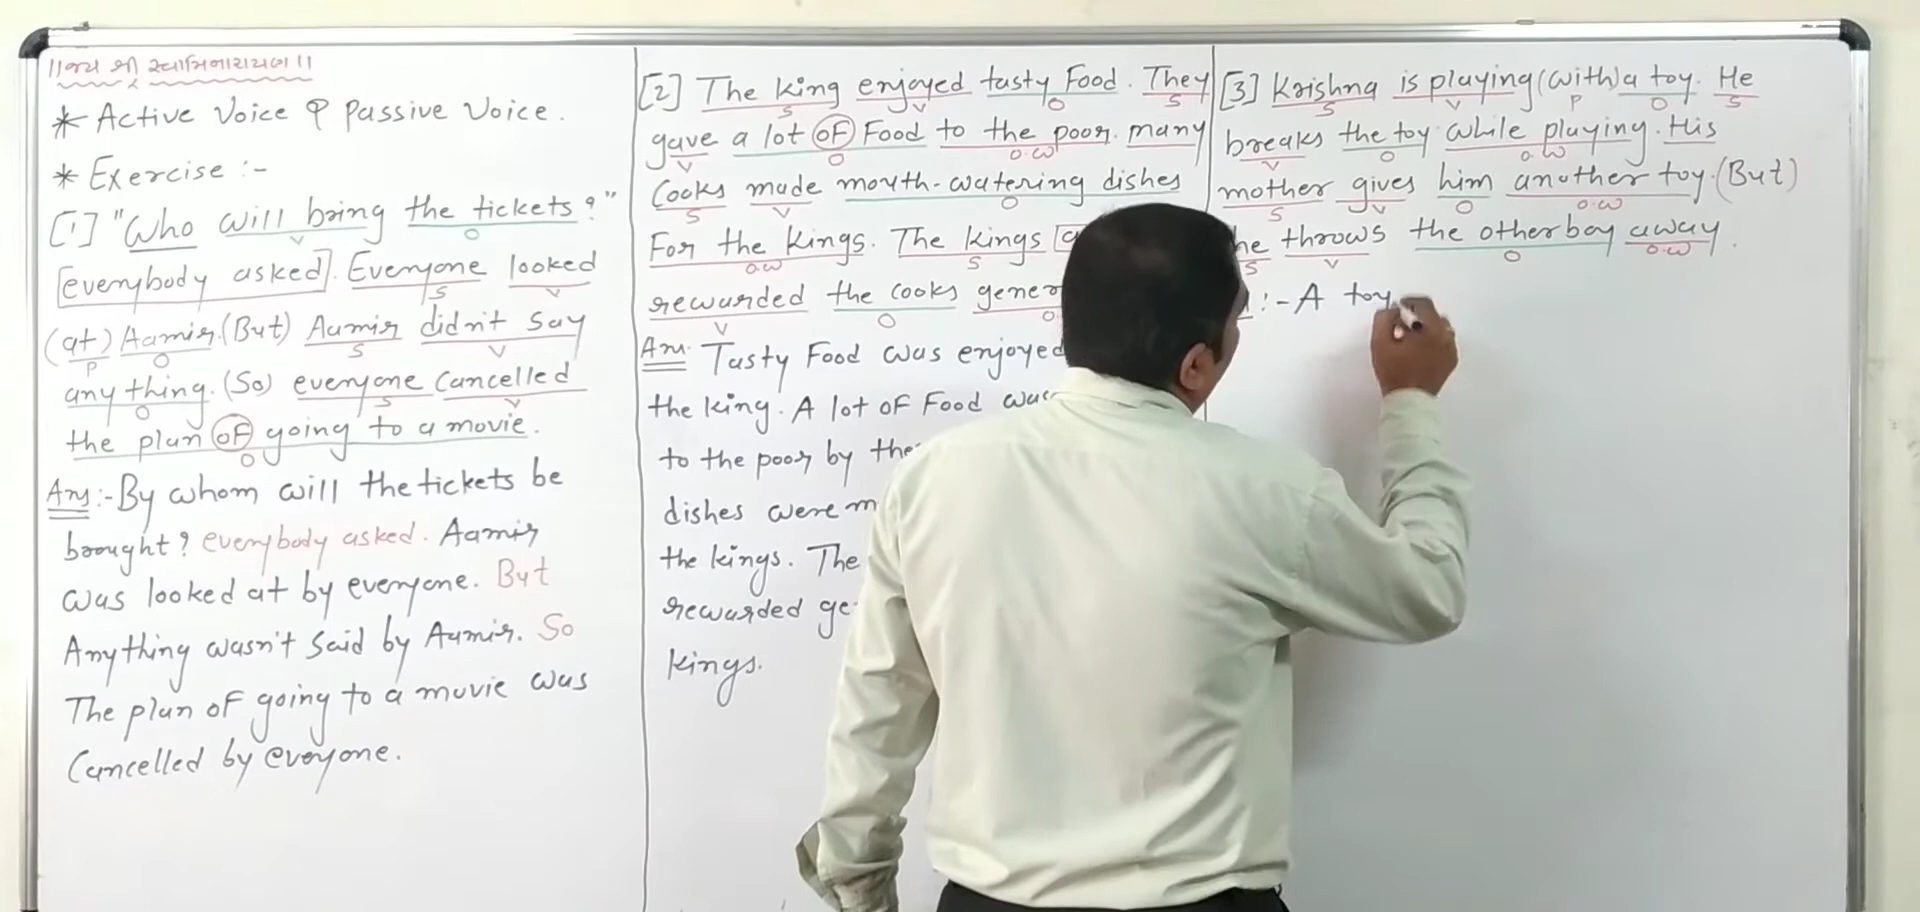 ॥જય શ્રી સ્વામિનારાયણ॥
* Active Voice & Passive Voice.
* Exercise :-
[1] "Who will bring the tickets?"
V O
everybody asked. Everyone looked
S V
(at) Aamir. (But) Aamir didn't say
P O S V
any thing. (So) everyone cancelled
O S V
the plan OF going to a movie.
O
Ans :- By whom will the tickets be
brought? everybody asked. Aamir
was looked at by everyone. But
Anything wasn't said by Aamir. So
The plan of going to a movie was
Cancelled by eveyone.
[2] The king enjoyed tasty Food. They
S V O S
gave a lot OF Food to the poor. many
V O O.W
Cooks made mouth-watering dishes
S V O
For the kings. The kings
O.W S
rewarded the cooks
V O
Ans. Tasty Food was enjoyed
the king. A lot of Food was
to the poor by
dishes were
the kings. The
rewarded
kings.
[3] Krishna is playing (with) a toy. He
S V P O S
breaks the toy while playing. His
V O O.W
mother gives him another toy. (But)
S V O O.W
he throws the other boy away.
S V O O.W
:- A toy